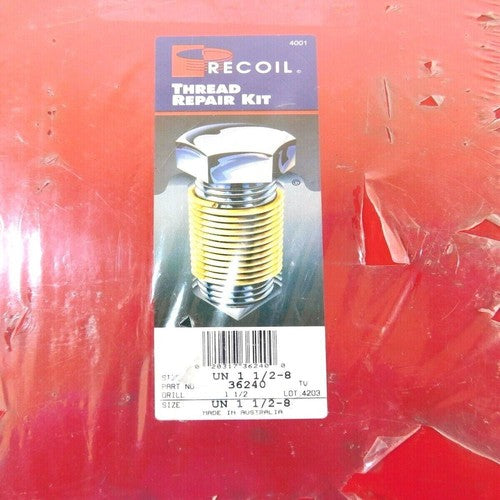 4001
RECOIL®
THREAD
REPAIR KIT
©
0 20317 36240 0
SIZE UN 1 1/2-8
PART NO 36240 TV
DRILL 1 1/2 LOT.4203
SIZE UN 1 1/2-8
MADE IN AUSTRALIA